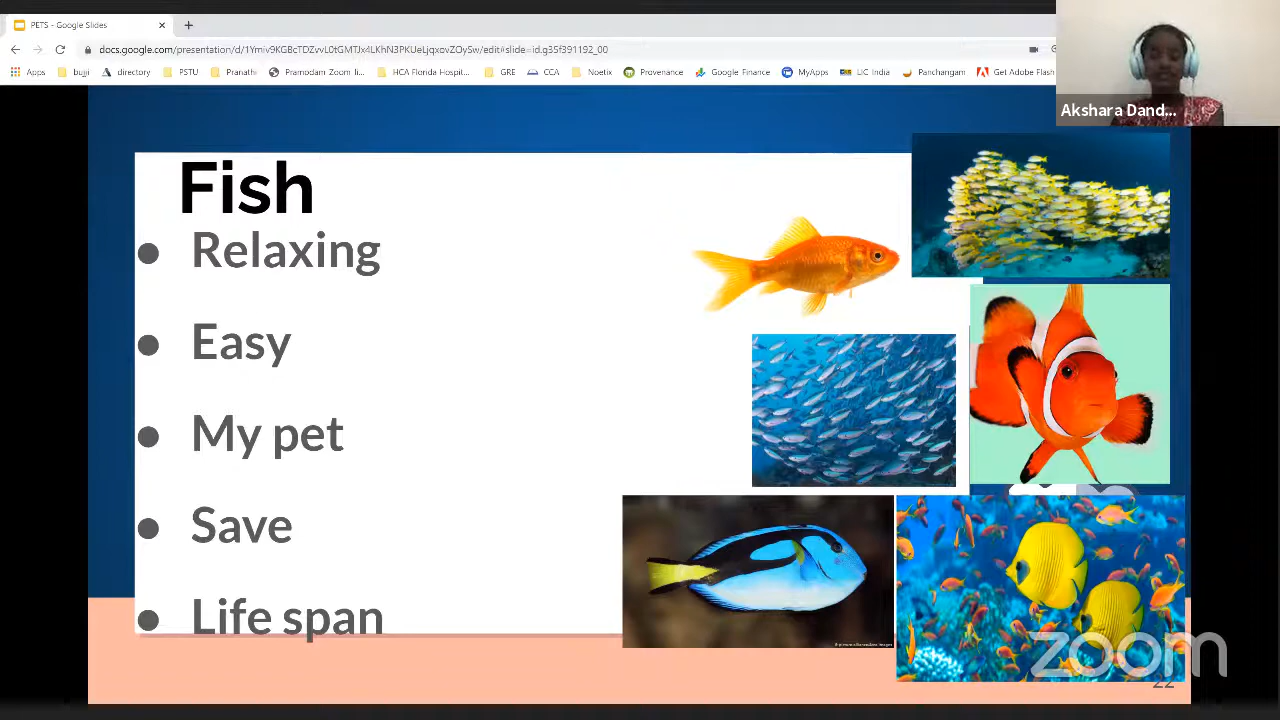 PETS - Google Slides
docs.google.com/presentation/d/1Ymiv9KGBcTDZvvL0tGMTJx4LKhN3PKUeLjqxovZOySw/edit#slide=id.g35f391192_00
Apps bujji directory PSTU Pranathi Pramodam Zoom li... HCA Florida Hospit... GRE CCA Noetix Provenance Google Finance MyApps LIC India Panchangam Get Adobe Flash
Akshara Dand...
Fish
● Relaxing
● Easy
● My pet
● Save
● Life span
zoom
22